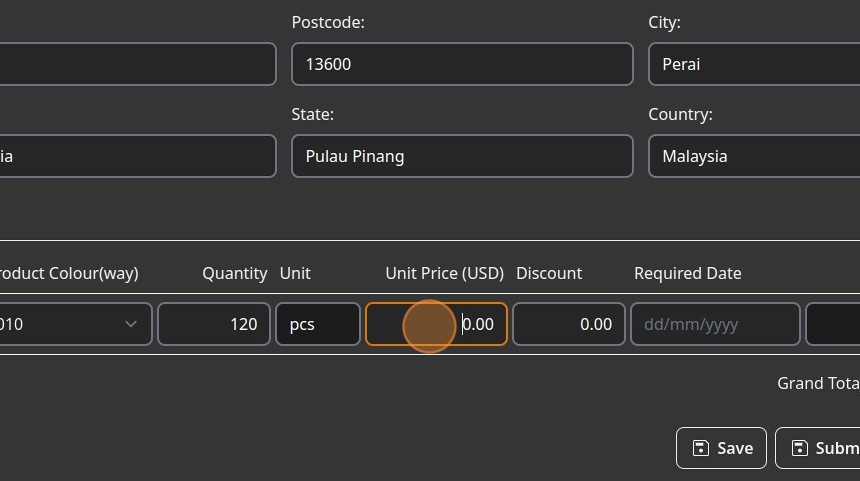 Postcode: City:
13600 Perai
State: Country:
ia Pulau Pinang Malaysia
roduct Colour(way) Quantity Unit Unit Price (USD) Discount Required Date
010 120 pcs 0.00 0.00 dd/mm/yyyy
Grand Tota
Save Subm